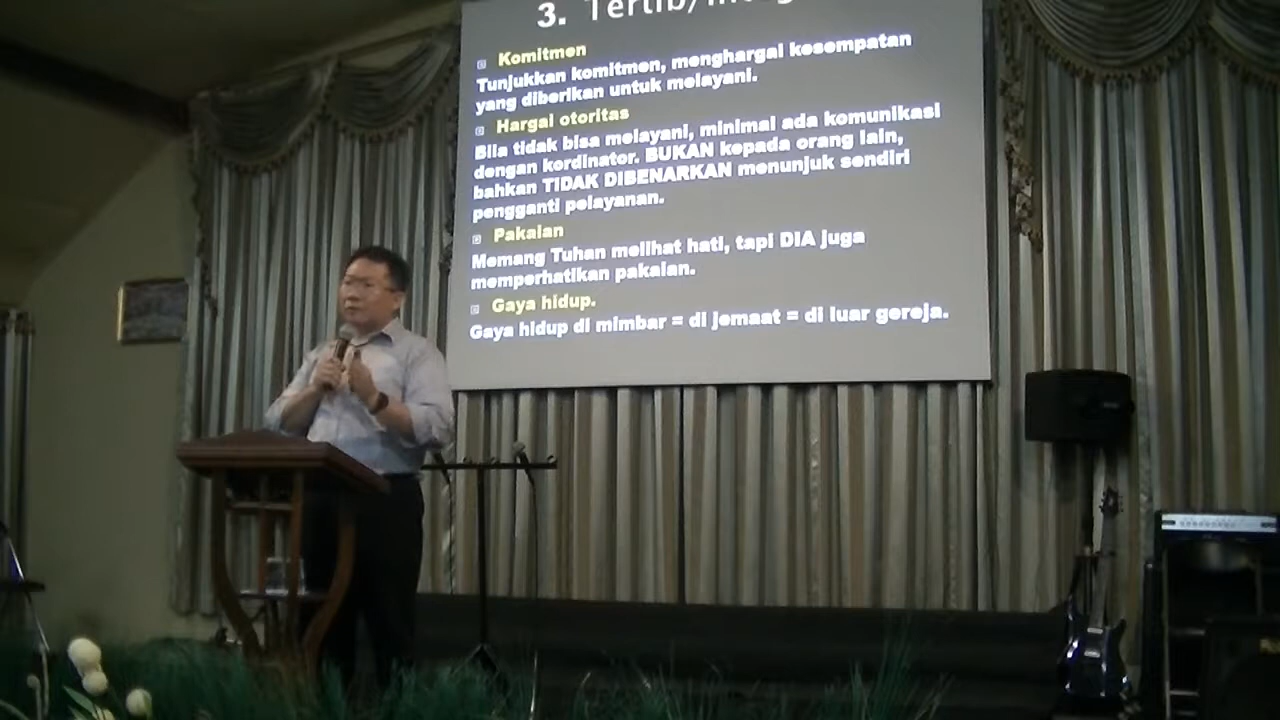 3. Tertib/
Komitmen
Tunjukkan komitmen, menghargai kesempatan
yang diberikan untuk melayani.
Hargai otoritas
Bila tidak bisa melayani, minimal ada komunikasi
dengan kordinator. BUKAN kepada orang lain,
bahkan TIDAK DIBENARKAN menunjuk sendiri
pengganti pelayanan.
Pakaian
Memang Tuhan melihat hati, tapi DIA juga
memperhatikan pakaian.
Gaya hidup.
Gaya hidup di mimbar = di jemaat = di luar gereja.